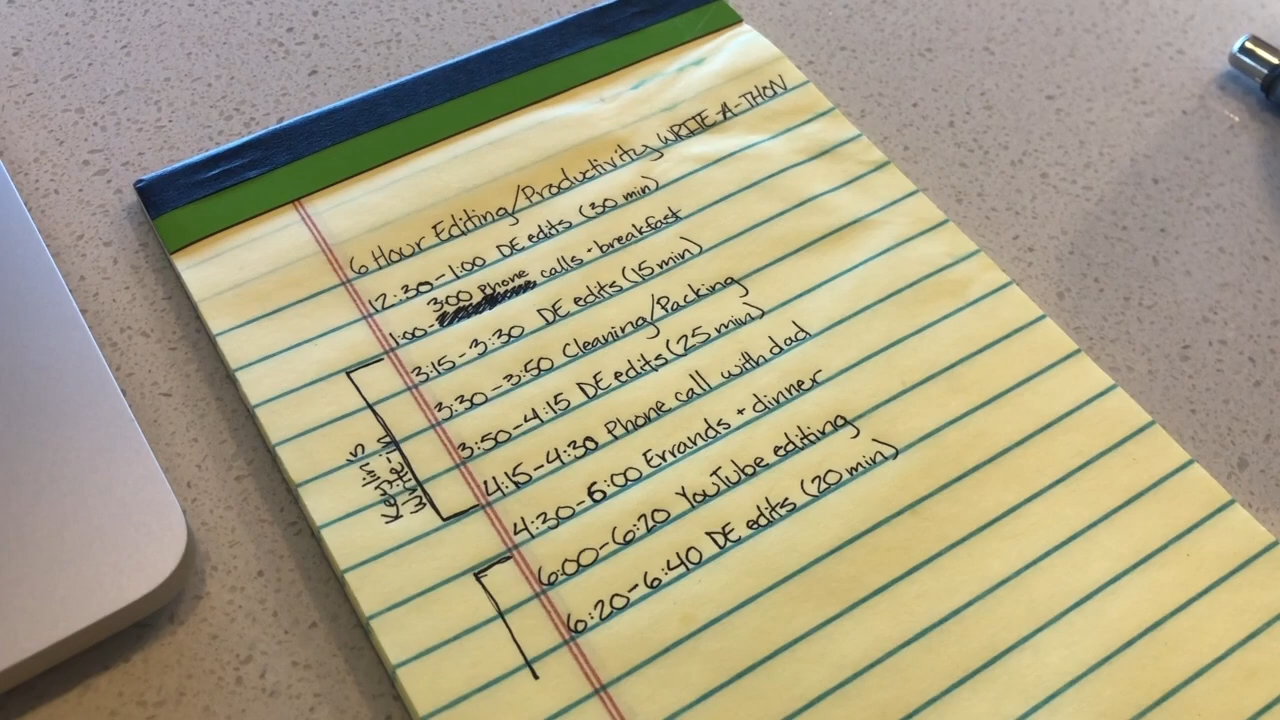 6 Hour Editing/Productivity WRITE-A-THON
12:30-1:00 DE edits (30 min)
1:00-3:00 Phone calls + breakfast
3:15-3:30 DE edits (15 min)
3:30-3:50 Cleaning/Packing
3:50-4:15 DE edits (25 min)
4:15-4:30 Phone call with dad
4:30-6:00 Errands + dinner
6:00-6:20 YouTube editing
6:20-6:40 DE edits (20 min)
Write-in